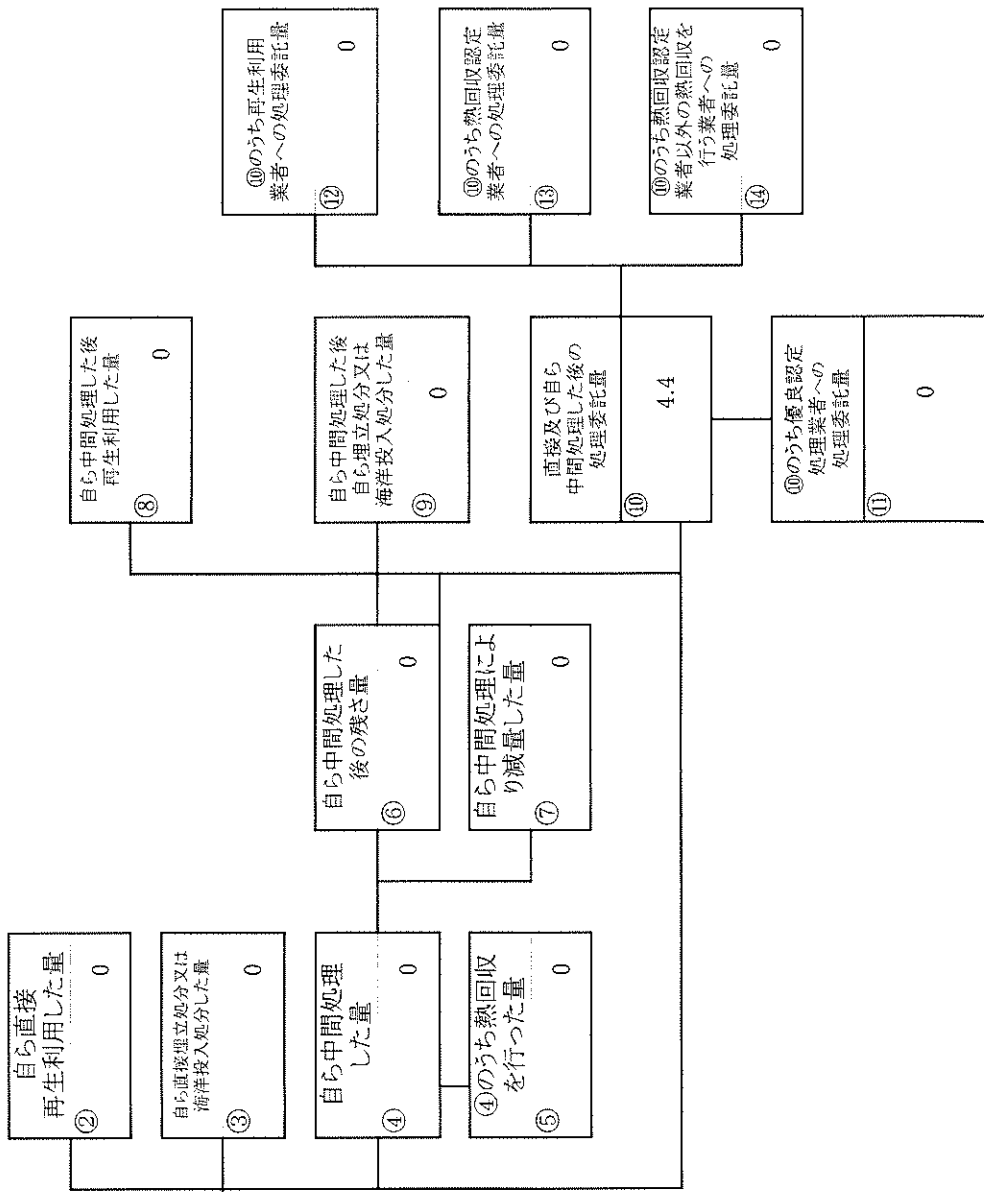 自ら直接
再生利用した量
②
0
自ら直接埋立処分又は
海洋投入処分した量
③
0
自ら中間処理
した量
④
0
④のうち熱回収
を行った量
⑤
0
自ら中間処理した
後の残さ量
⑥
0
自ら中間処理によ
り減量した量
⑦
0
自ら中間処理した後
再生利用した量
⑧
0
自ら中間処理した後
自ら埋立処分又は
海洋投入処分した量
⑨
0
直接及び自ら
中間処理した後の
処理委託量
⑩
4.4
⑩のうち優良認定
処理業者への
処理委託量
⑪
0
⑩のうち再生利用
業者への処理委託量
⑫
0
⑩のうち熱回収認定
業者への処理委託量
⑬
0
⑩のうち熱回収認定
業者以外の熱回収を
行う業者への
処理委託量
⑭
0